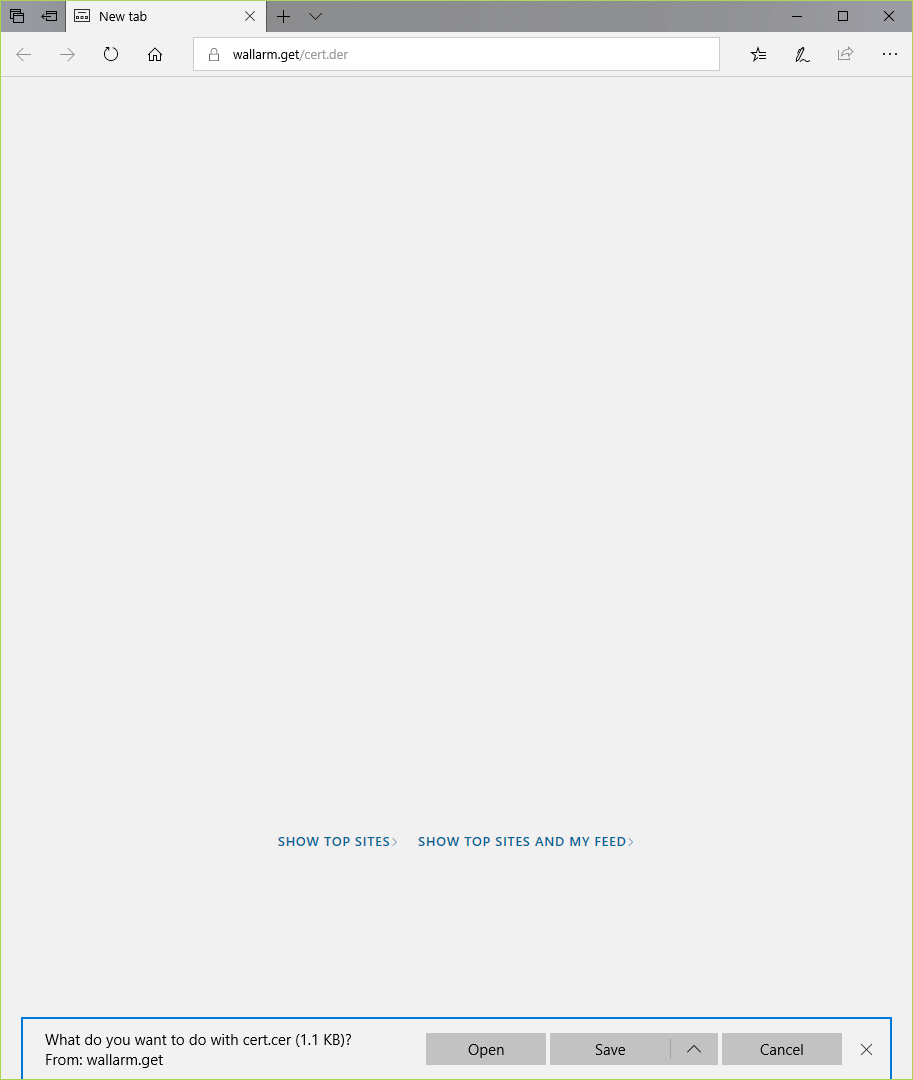 New tab
wallarm.get/cert.der
SHOW TOP SITES SHOW TOP SITES AND MY FEED
What do you want to do with cert.cer (1.1 KB)?
From: wallarm.get
Open Save Cancel